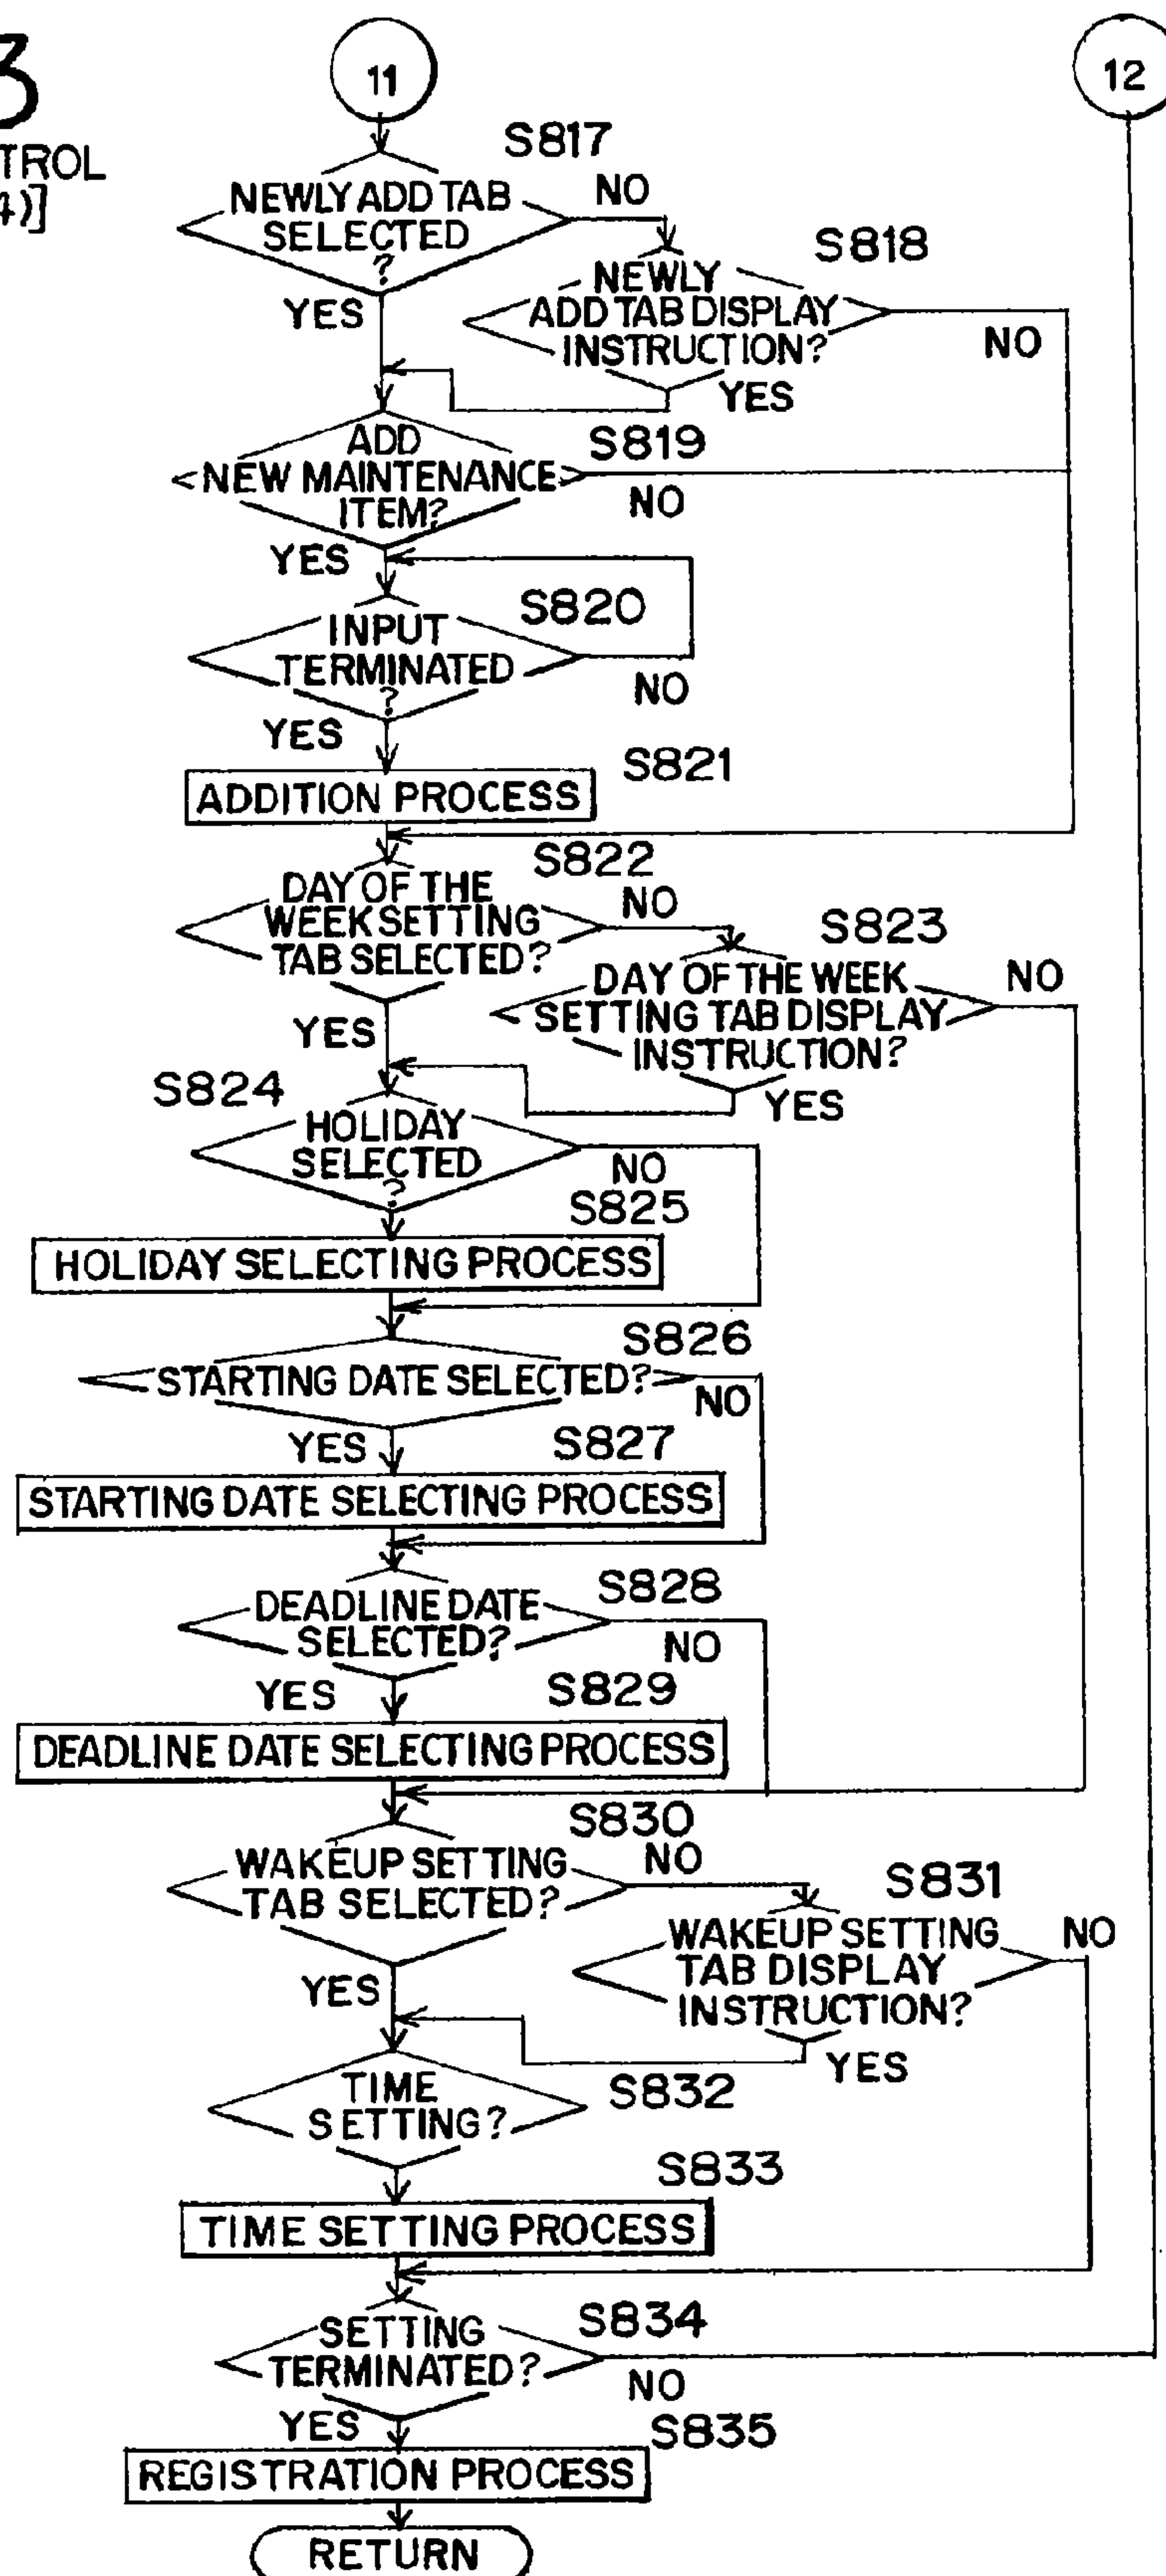 3
11
12
TROL
4)]
S817
NEWLY ADD TAB
SELECTED
?
NO
YES
S818
NEWLY
ADD TAB DISPLAY
INSTRUCTION?
NO
YES
ADD
NEW MAINTENANCE
ITEM?
S819
NO
YES
S820
INPUT
TERMINATED
?
NO
YES
S821
ADDITION PROCESS
S822
DAY OF THE
WEEK SETTING
TAB SELECTED?
NO
YES
S823
DAY OF THE WEEK
SETTING TAB DISPLAY
INSTRUCTION?
NO
YES
S824
HOLIDAY
SELECTED
?
NO
S825
HOLIDAY SELECTING PROCESS
S826
STARTING DATE SELECTED?
NO
YES
S827
STARTING DATE SELECTING PROCESS
S828
DEADLINE DATE
SELECTED?
NO
YES
S829
DEADLINE DATE SELECTING PROCESS
S830
WAKEUP SETTING
TAB SELECTED?
NO
YES
S831
WAKEUP SETTING
TAB DISPLAY
INSTRUCTION?
NO
YES
TIME
SETTING?
S832
S833
TIME SETTING PROCESS
S834
SETTING
TERMINATED?
NO
YES
S835
REGISTRATION PROCESS
RETURN